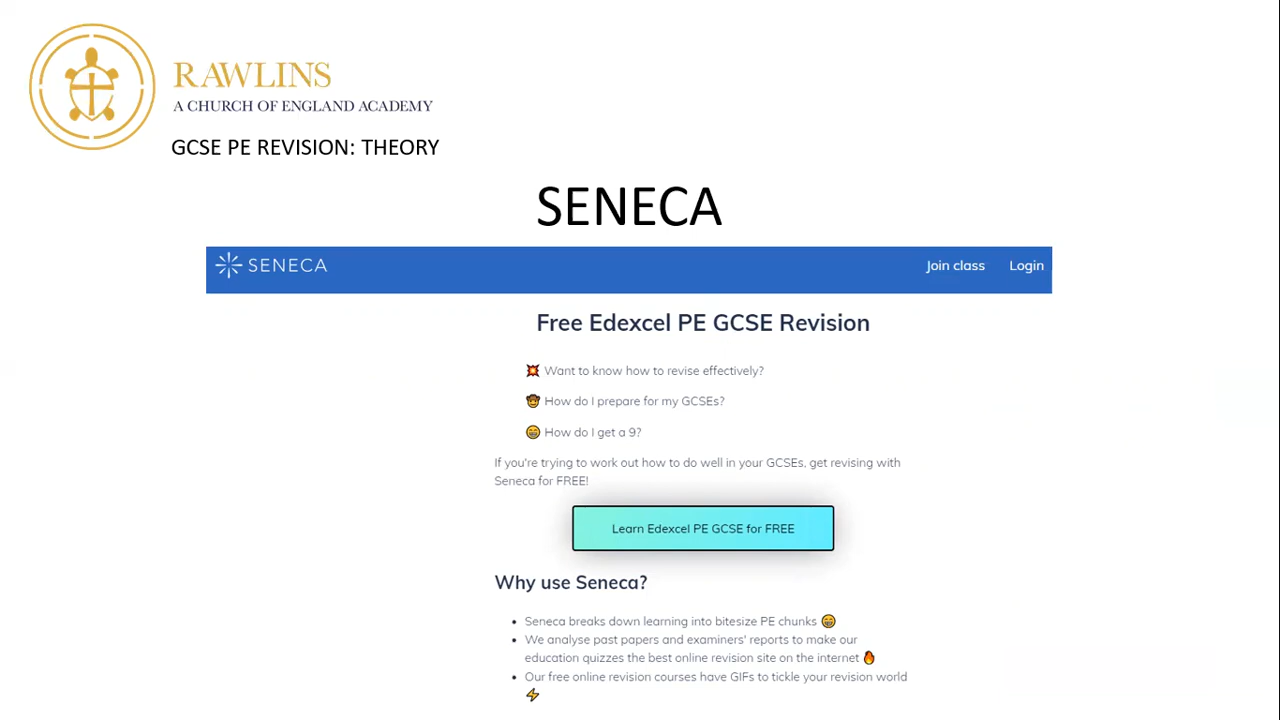 RAWLINS
A CHURCH OF ENGLAND ACADEMY
GCSE PE REVISION: THEORY
SENECA
SENECA Join class Login
Free Edexcel PE GCSE Revision
💥 Want to know how to revise effectively?
🤠 How do I prepare for my GCSEs?
😁 How do I get a 9?
If you're trying to work out how to do well in your GCSEs, get revising with
Seneca for FREE!
Learn Edexcel PE GCSE for FREE
Why use Seneca?
• Seneca breaks down learning into bitesize PE chunks 😁
• We analyse past papers and examiners' reports to make our
education quizzes the best online revision site on the internet 🔥
• Our free online revision courses have GIFs to tickle your revision world
⚡